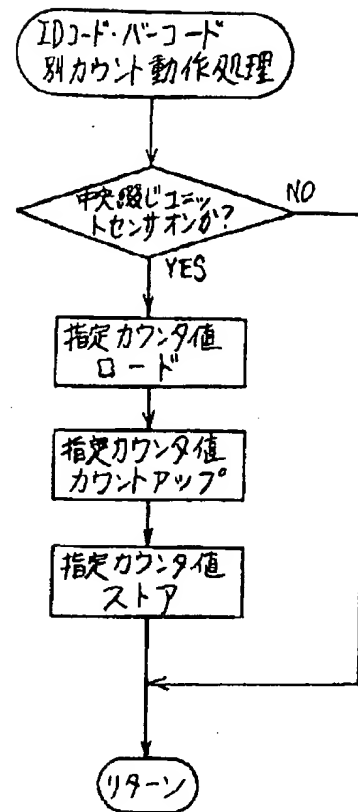 IDコード・バーコード
別カウント動作処理
中央綴じユニッ
トセンサオンか?
NO
YES
指定カウンタ値
ロード
指定カウンタ値
カウントアップ
指定カウンタ値
ストア
リターン